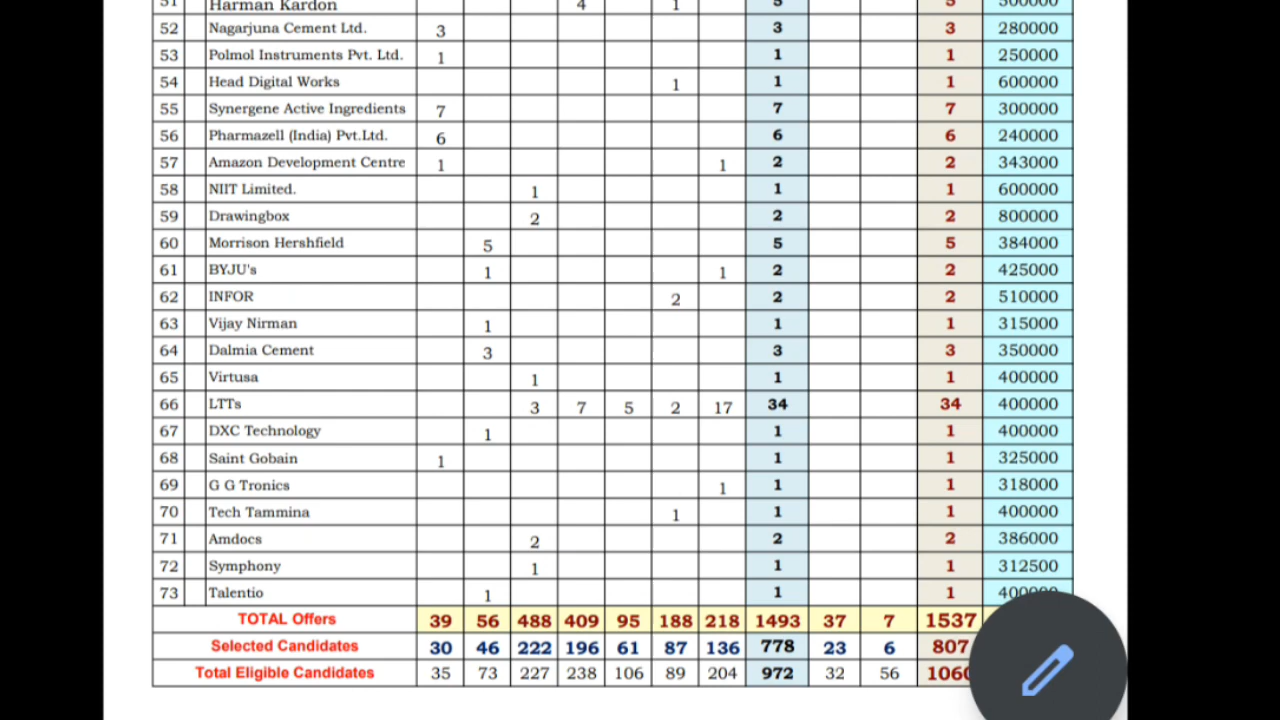 51 Harman Kardon 4 1 5 5 500000
52 Nagarjuna Cement Ltd. 3 3 3 280000
53 Polmol Instruments Pvt. Ltd. 1 1 1 250000
54 Head Digital Works 1 1 1 600000
55 Synergene Active Ingredients 7 7 7 300000
56 Pharmazell (India) Pvt.Ltd. 6 6 6 240000
57 Amazon Development Centre 1 1 2 2 343000
58 NIIT Limited. 1 1 1 600000
59 Drawingbox 2 2 2 800000
60 Morrison Hershfield 5 5 5 384000
61 BYJU's 1 1 2 2 425000
62 INFOR 2 2 2 510000
63 Vijay Nirman 1 1 1 315000
64 Dalmia Cement 3 3 3 350000
65 Virtusa 1 1 1 400000
66 LTTs 3 7 5 2 17 34 34 400000
67 DXC Technology 1 1 1 400000
68 Saint Gobain 1 1 1 325000
69 G G Tronics 1 1 1 318000
70 Tech Tammina 1 1 1 400000
71 Amdocs 2 2 2 386000
72 Symphony 1 1 1 312500
73 Talentio 1 1 1 400000
TOTAL Offers 39 56 488 409 95 188 218 1493 37 7 1537
Selected Candidates 30 46 222 196 61 87 136 778 23 6 807
Total Eligible Candidates 35 73 227 238 106 89 204 972 32 56 1060